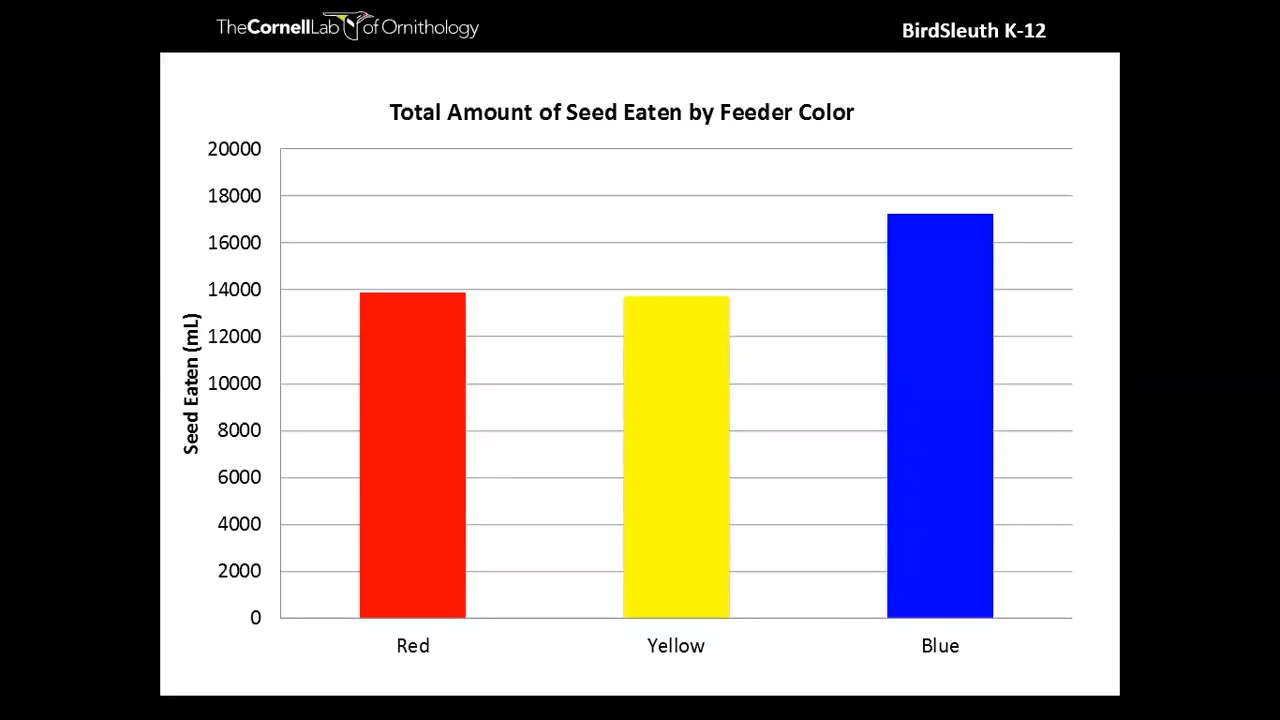 TheCornellLab of Ornithology
BirdSleuth K-12
Total Amount of Seed Eaten by Feeder Color
20000
18000
16000
14000
12000
10000
8000
6000
4000
2000
0
Seed Eaten (mL)
Red Yellow Blue